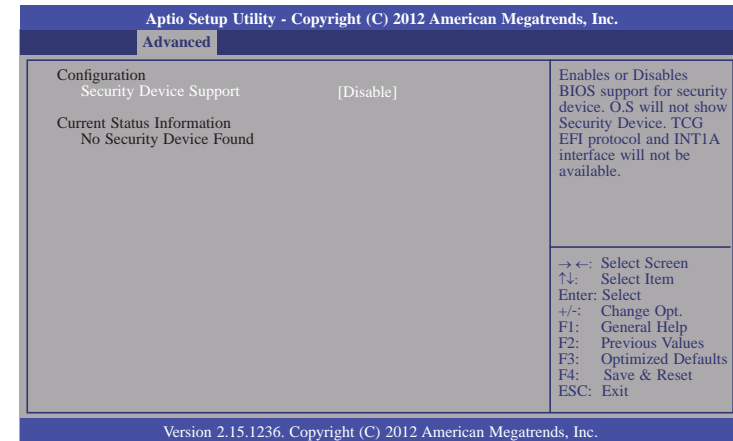 Aptio Setup Utility - Copyright (C) 2012 American Megatrends, Inc.
Advanced
Configuration
Security Device Support [Disable]
Current Status Information
No Security Device Found
Enables or Disables
BIOS support for security
device. O.S will not show
Security Device. TCG
EFI protocol and INT1A
interface will not be
available.
→ ←: Select Screen
↑↓: Select Item
Enter: Select
+/-: Change Opt.
F1: General Help
F2: Previous Values
F3: Optimized Defaults
F4: Save & Reset
ESC: Exit
Version 2.15.1236. Copyright (C) 2012 American Megatrends, Inc.